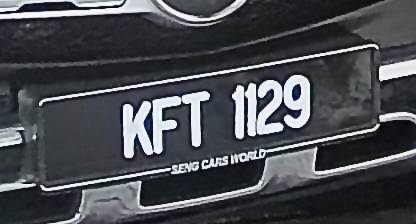 KFT 1129
SENG CARS WORLD